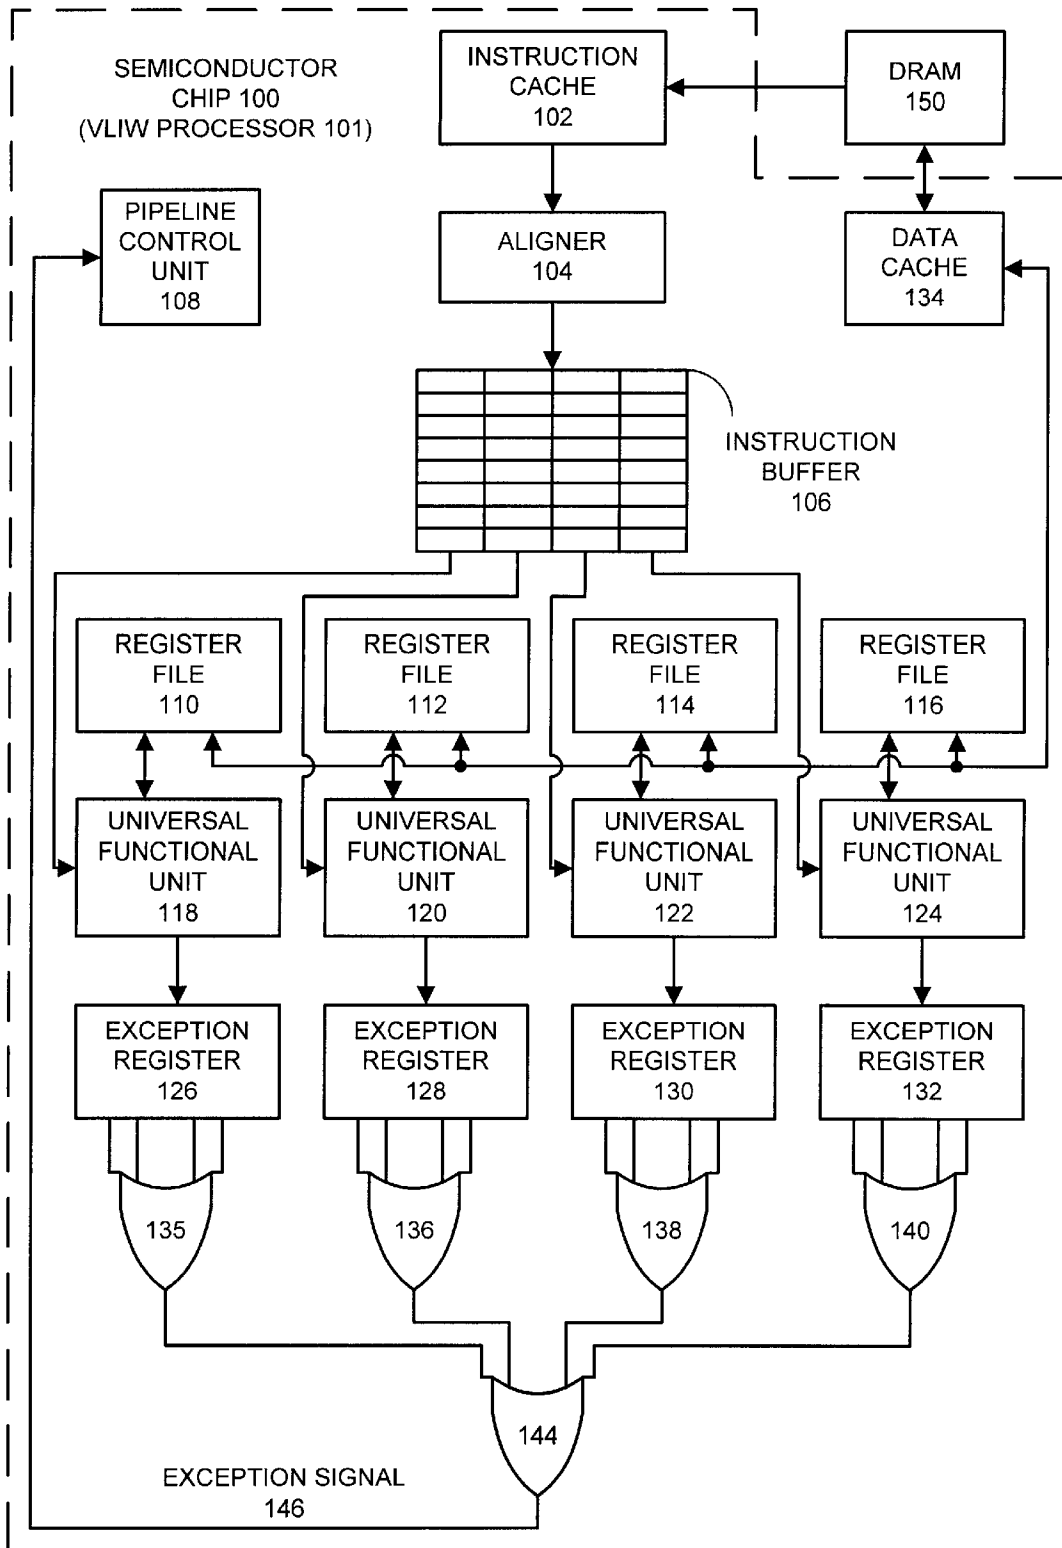 SEMICONDUCTOR
CHIP 100
(VLIW PROCESSOR 101)
INSTRUCTION
CACHE
102
DRAM
150
PIPELINE
CONTROL
UNIT
108
ALIGNER
104
DATA
CACHE
134
INSTRUCTION
BUFFER
106
REGISTER
FILE
110
REGISTER
FILE
112
REGISTER
FILE
114
REGISTER
FILE
116
UNIVERSAL
FUNCTIONAL
UNIT
118
UNIVERSAL
FUNCTIONAL
UNIT
120
UNIVERSAL
FUNCTIONAL
UNIT
122
UNIVERSAL
FUNCTIONAL
UNIT
124
EXCEPTION
REGISTER
126
EXCEPTION
REGISTER
128
EXCEPTION
REGISTER
130
EXCEPTION
REGISTER
132
135
136
138
140
144
EXCEPTION SIGNAL
146